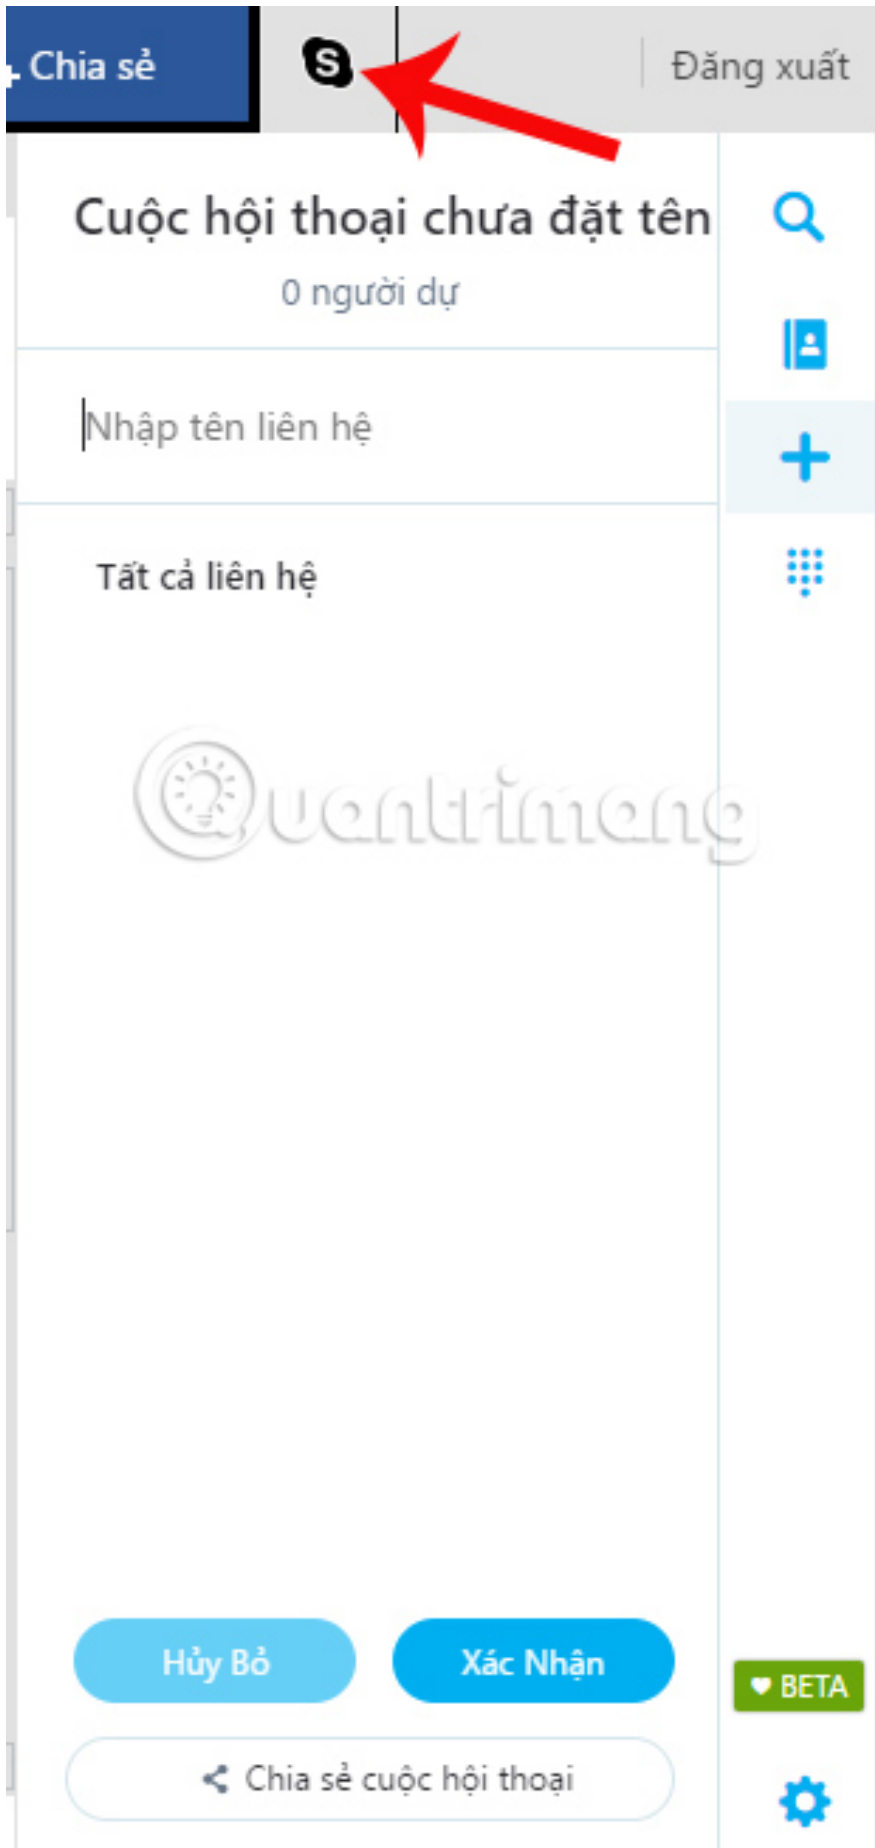 Chia sẻ
Đăng xuất
Cuộc hội thoại chưa đặt tên
0 người dự
Nhập tên liên hệ
Tất cả liên hệ
Quantrimang
Hủy Bỏ
Xác Nhận
BETA
Chia sẻ cuộc hội thoại